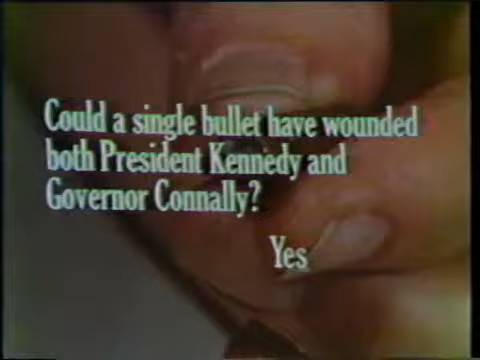 Could a single bullet have wounded
both President Kennedy and
Governor Connally?
Yes